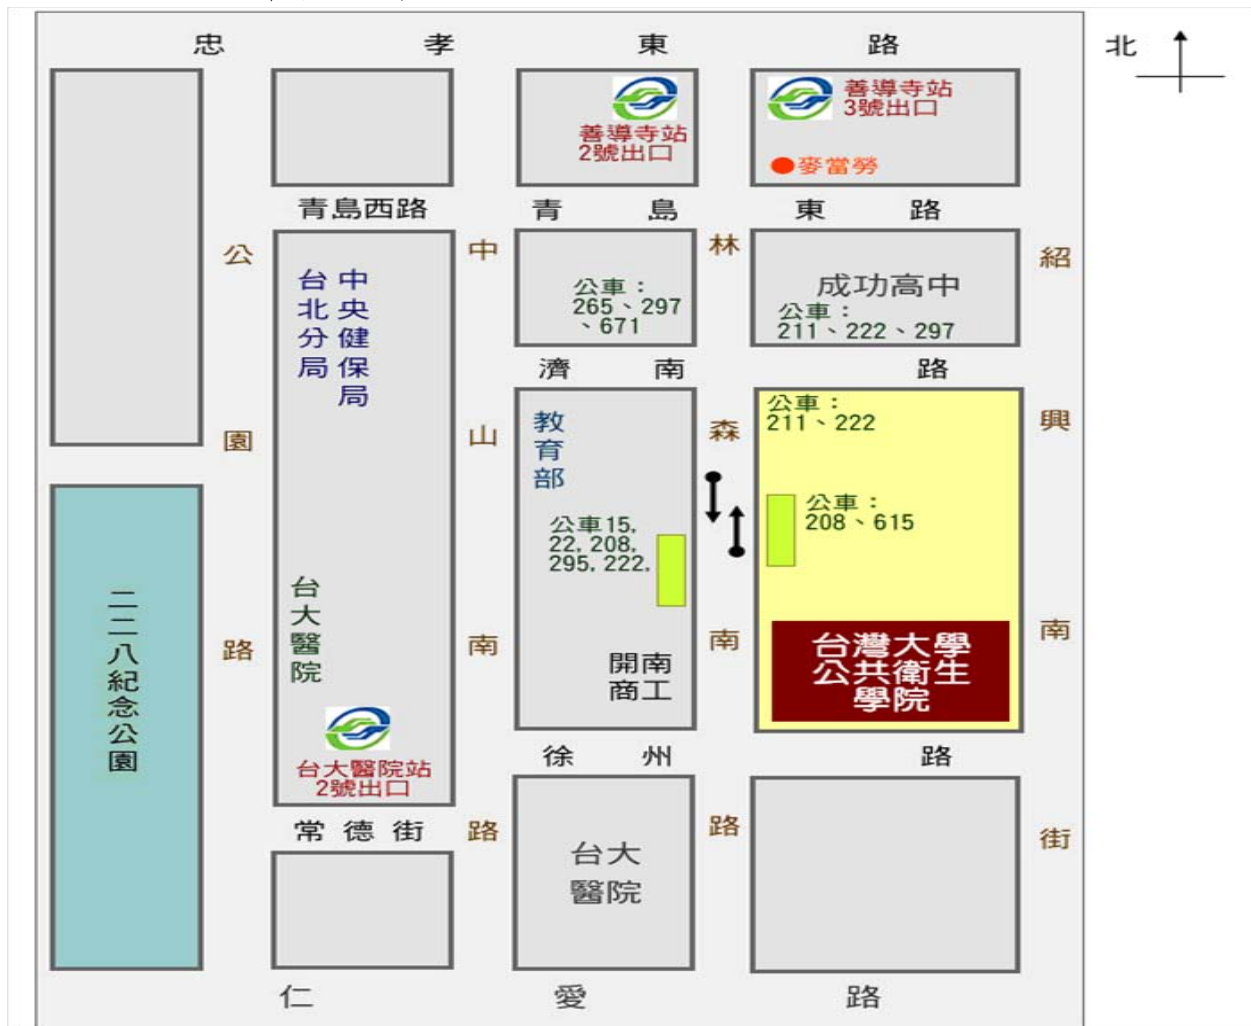 忠孝東路
北
善導寺站
2號出口
善導寺站
3號出口
麥當勞
青島西路
青島東路
公園路
中山南路
林森南路
紹興南街
中央健保局
台北分局
公車：
265、297
、671
成功高中
公車：
211、222、297
濟南路
教育部
公車：
211、222
公車：
208、615
公車15,
22, 208,
295, 222,
台大醫院
二二八紀念公園
開南
商工
台灣大學
公共衛生
學院
台大醫院站
2號出口
徐州路
常德街
台大
醫院
仁愛路